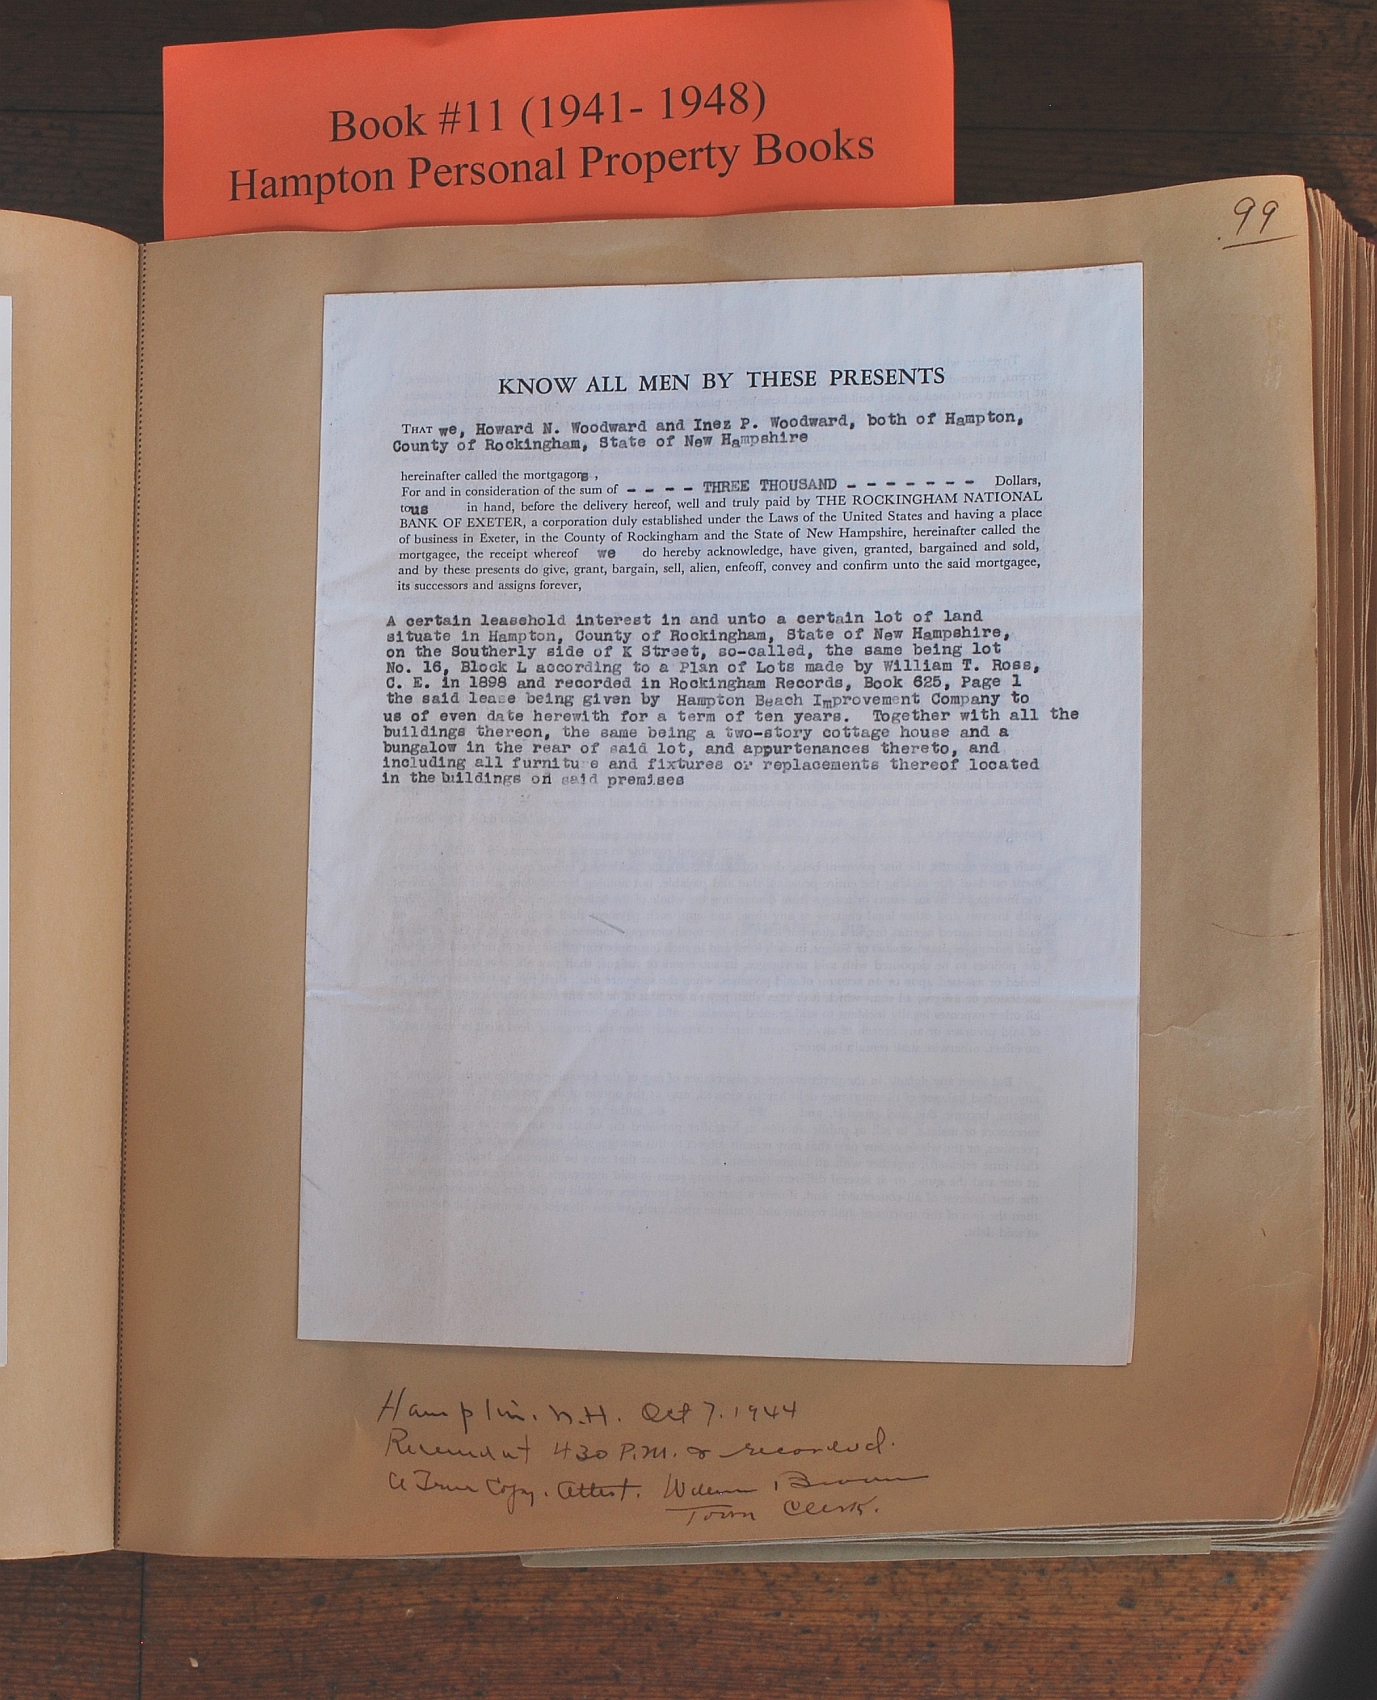 Book #11 (1941- 1948)
Hampton Personal Property Books
99
KNOW ALL MEN BY THESE PRESENTS
THAT we, Howard N. Woodward and Inez P. Woodward, both of Hampton,
County of Rockingham, State of New Hampshire
hereinafter called the mortgagors ,
For and in consideration of the sum of - - - - THREE THOUSAND - - - - - - - Dollars,
to us in hand, before the delivery hereof, well and truly paid by THE ROCKINGHAM NATIONAL
BANK OF EXETER, a corporation duly established under the Laws of the United States and having a place
of business in Exeter, in the County of Rockingham and the State of New Hampshire, hereinafter called the
mortgagee, the receipt whereof we do hereby acknowledge, have given, granted, bargained and sold,
and by these presents do give, grant, bargain, sell, alien, enfeoff, convey and confirm unto the said mortgagee,
its successors and assigns forever,
A certain leasehold interest in and unto a certain lot of land
situate in Hampton, County of Rockingham, State of New Hampshire,
on the Southerly side of K Street, so-called, the same being lot
No. 16, Block L according to a Plan of Lots made by William T. Ross,
C. E. in 1898 and recorded in Rockingham Records, Book 625, Page 1
the said lease being given by Hampton Beach Improvement Company to
us of even date herewith for a term of ten years. Together with all the
buildings thereon, the same being a two-story cottage house and a
bungalow in the rear of said lot, and appurtenances thereto, and
including all furniture and fixtures or replacements thereof located
in the buildings on said premises
Hampton. N.H. Oct 7. 1944
Received at 430 P.M. & recorded.
A True Copy. Attest. William Brown
Town Clerk.